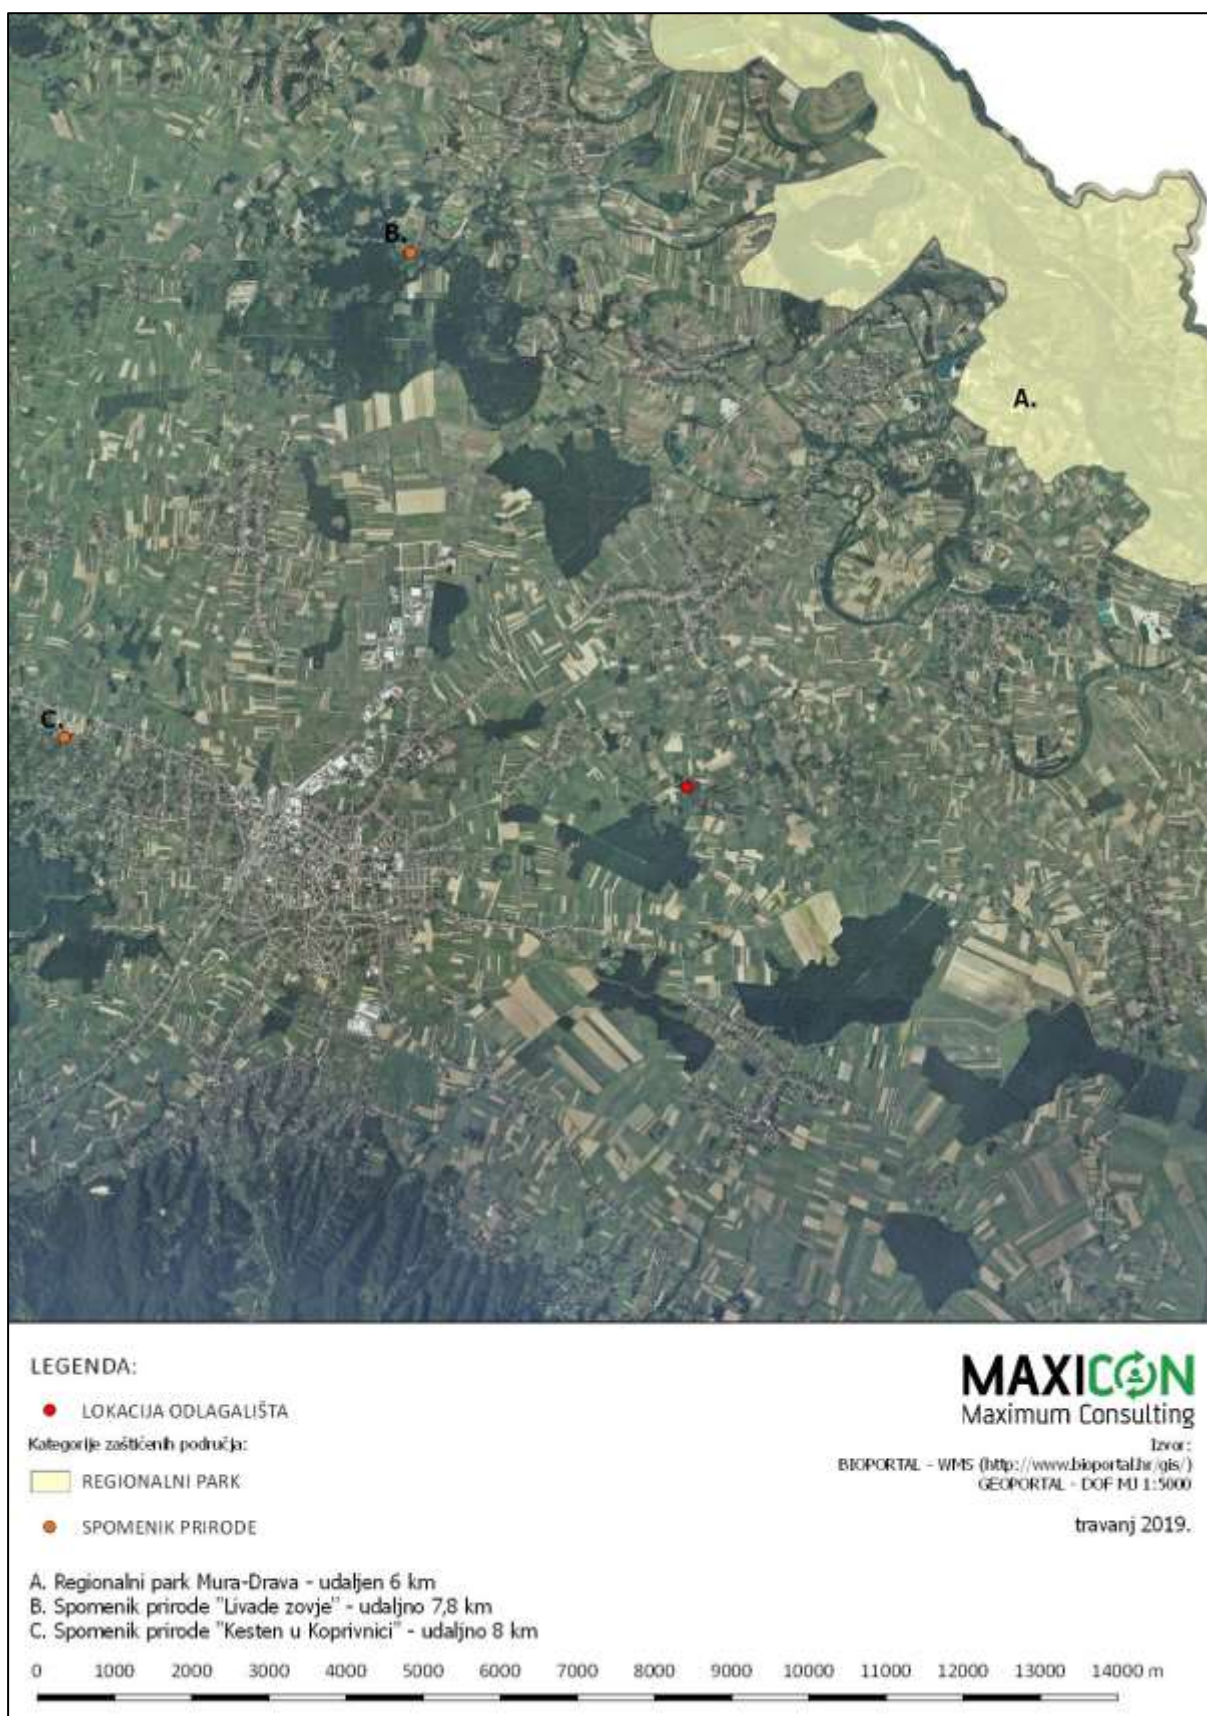 B.
A.
C.
LEGENDA:
LOKACIJA ODLAGALIŠTA
Kategorije zaštićenih područja:
REGIONALNI PARK
SPOMENIK PRIRODE
MAXICON
Maximum Consulting
Izvor:
BIOPORTAL - WMS (http://www.bioportal.hr/gis/)
GEOPORTAL - DOF MJ 1:5000
travanj 2019.
A. Regionalni park Mura-Drava - udaljen 6 km
B. Spomenik prirode "Livade zovje" - udaljno 7,8 km
C. Spomenik prirode "Kesten u Koprivnici" - udaljno 8 km
0 1000 2000 3000 4000 5000 6000 7000 8000 9000 10000 11000 12000 13000 14000 m